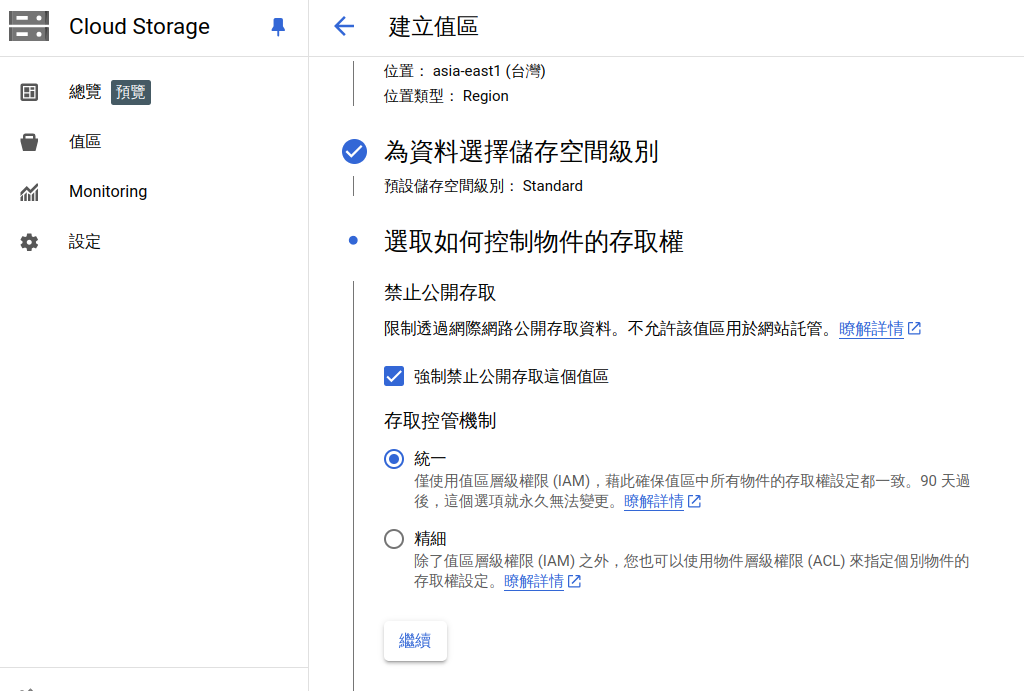 Cloud Storage
總覽 預覽
值區
Monitoring
設定
建立值區
位置： asia-east1 (台灣)
位置類型： Region
為資料選擇儲存空間級別
預設儲存空間級別： Standard
選取如何控制物件的存取權
禁止公開存取
限制透過網際網路公開存取資料。不允許該值區用於網站託管。瞭解詳情
強制禁止公開存取這個值區
存取控管機制
統一
僅使用值區層級權限 (IAM)，藉此確保值區中所有物件的存取權設定都一致。90 天過
後，這個選項就永久無法變更。瞭解詳情
精細
除了值區層級權限 (IAM) 之外，您也可以使用物件層級權限 (ACL) 來指定個別物件的
存取權設定。瞭解詳情
繼續